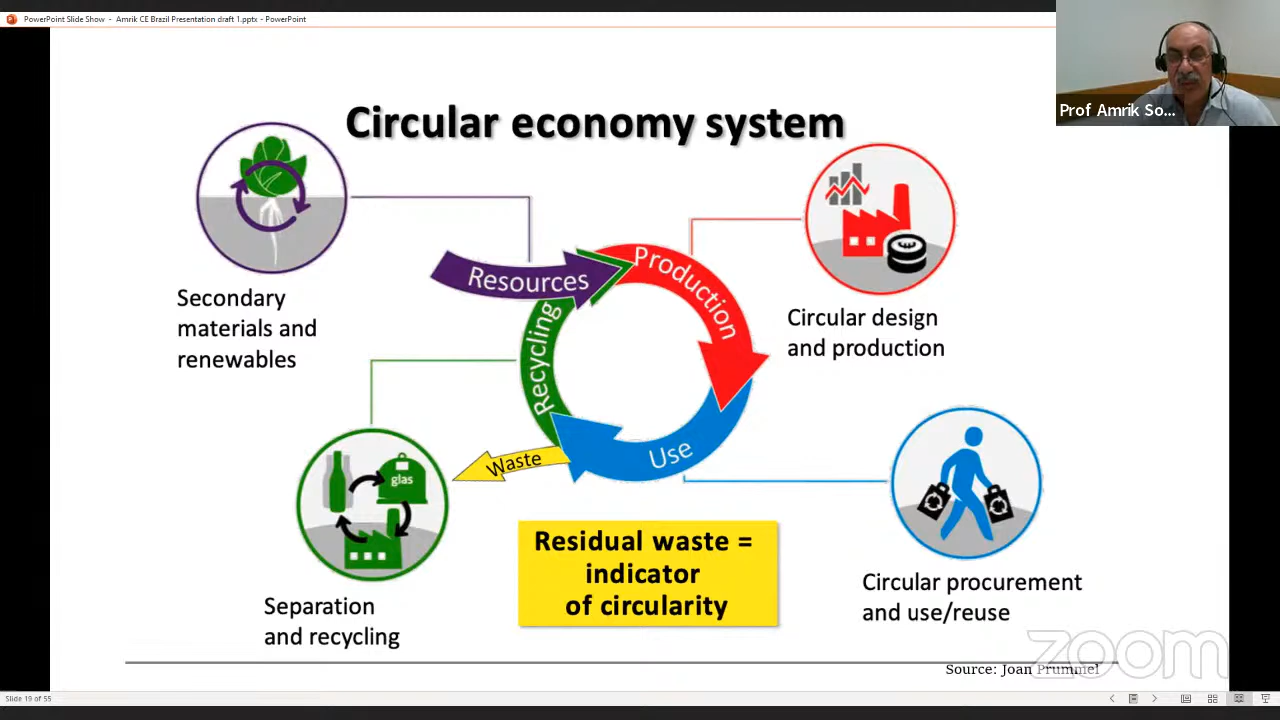 PowerPoint Slide Show - Amrik CE Brazil Presentation draft 1.pptx - PowerPoint
Prof Amrik So...
Circular economy system
Resources
Production
Recycling
Use
Waste
Secondary
materials and
renewables
Circular design
and production
glas
Separation
and recycling
Residual waste =
indicator
of circularity
Circular procurement
and use/reuse
zoom
Source: Joan Prummel
Slide 19 of 55